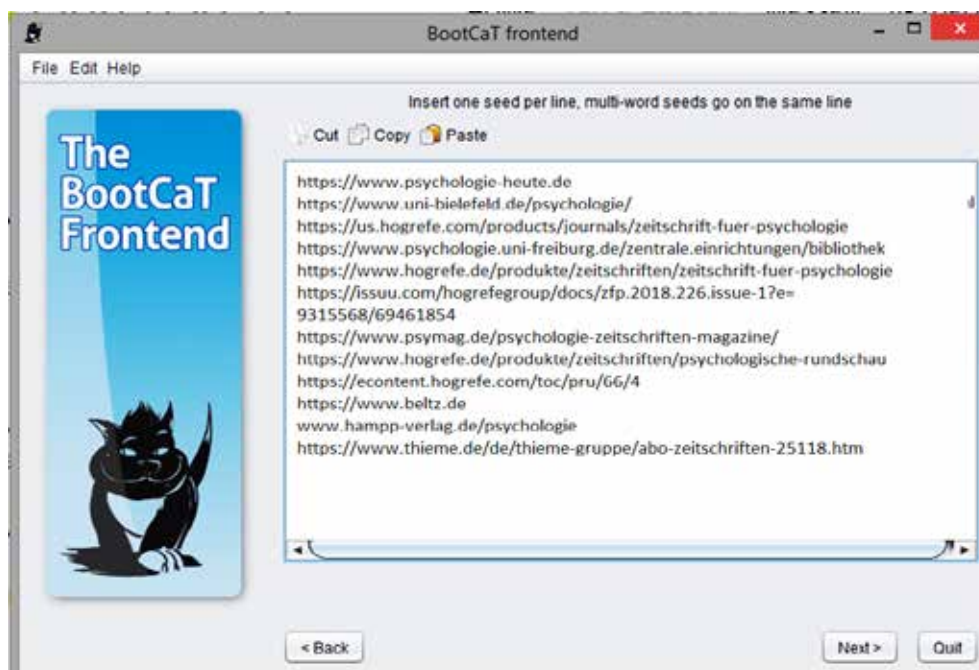 BootCaT frontend
File Edit Help
The
BootCaT
Frontend
Insert one seed per line, multi-word seeds go on the same line
Cut Copy Paste
https://www.psychologie-heute.de
https://www.uni-bielefeld.de/psychologie/
https://us.hogrefe.com/products/journals/zeitschrift-fuer-psychologie
https://www.psychologie.uni-freiburg.de/zentrale.einrichtungen/bibliothek
https://www.hogrefe.de/produkte/zeitschriften/zeitschrift-fuer-psychologie
https://issuu.com/hogrefegroup/docs/zfp.2018.226.issue-1?e=
9315568/69461854
https://www.psymag.de/psychologie-zeitschriften-magazine/
https://www.hogrefe.de/produkte/zeitschriften/psychologische-rundschau
https://econtent.hogrefe.com/toc/pru/66/4
https://www.beltz.de
www.hampp-verlag.de/psychologie
https://www.thieme.de/de/thieme-gruppe/abo-zeitschriften-25118.htm
< Back Next > Quit